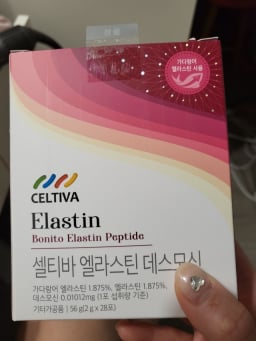 가다랑어
엘라스틴 사용
CELTIVA
Elastin
Bonito Elastin Peptide
셀티바 엘라스틴 데스모신
가다랑어 엘라스틴 1.875%, 엘라스틴 1.875%,
데스모신 0.01012mg (1포 섭취량 기준)
기타가공품 | 56 g(2 g x 28포)